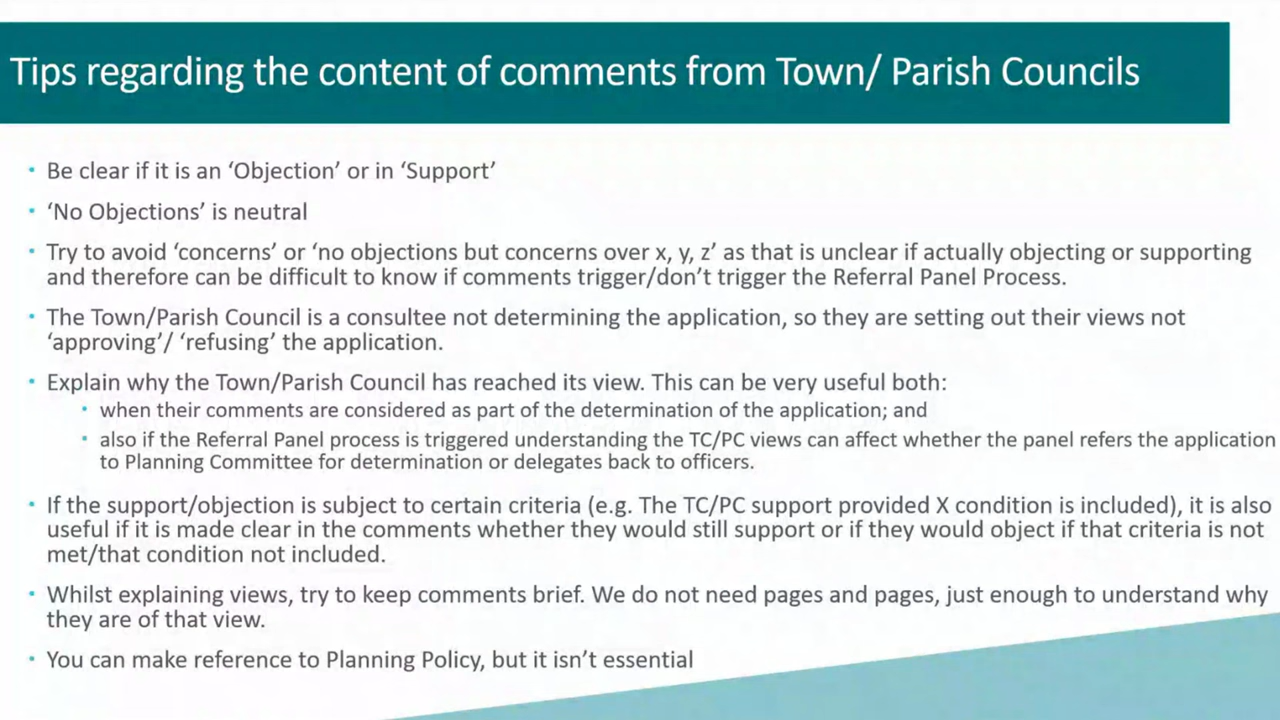 Tips regarding the content of comments from Town/ Parish Councils
• Be clear if it is an ‘Objection’ or in ‘Support’
• ‘No Objections’ is neutral
• Try to avoid ‘concerns’ or ‘no objections but concerns over x, y, z’ as that is unclear if actually objecting or supporting
and therefore can be difficult to know if comments trigger/don’t trigger the Referral Panel Process.
• The Town/Parish Council is a consultee not determining the application, so they are setting out their views not
‘approving’/ ‘refusing’ the application.
• Explain why the Town/Parish Council has reached its view. This can be very useful both:
• when their comments are considered as part of the determination of the application; and
• also if the Referral Panel process is triggered understanding the TC/PC views can affect whether the panel refers the application
to Planning Committee for determination or delegates back to officers.
• If the support/objection is subject to certain criteria (e.g. The TC/PC support provided X condition is included), it is also
useful if it is made clear in the comments whether they would still support or if they would object if that criteria is not
met/that condition not included.
• Whilst explaining views, try to keep comments brief. We do not need pages and pages, just enough to understand why
they are of that view.
• You can make reference to Planning Policy, but it isn’t essential